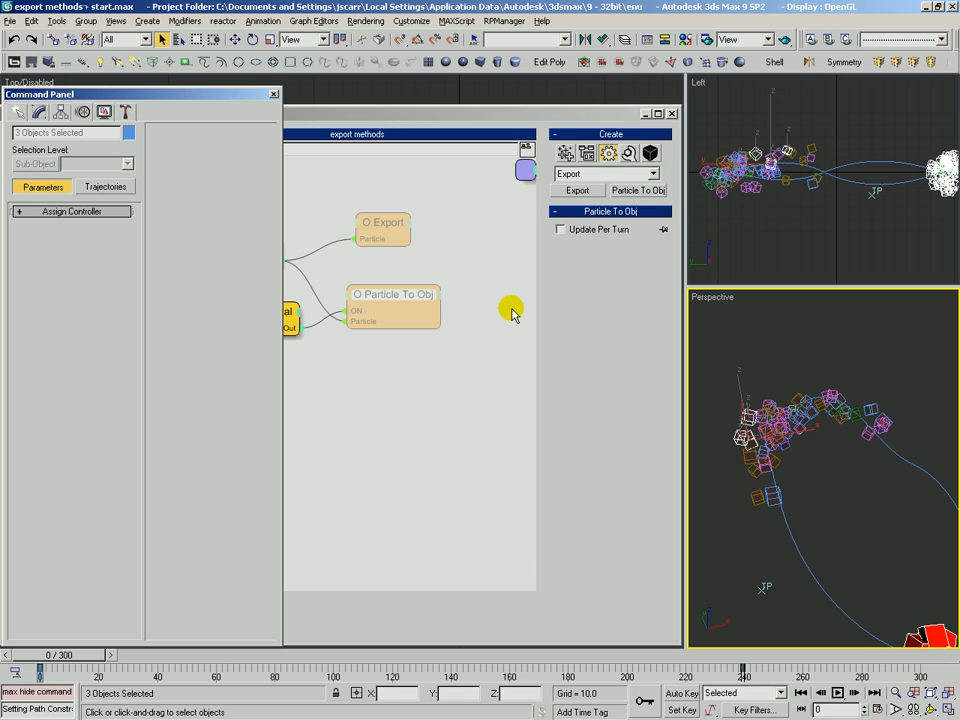 export methods> start.max - Project Folder: C:\Documents and Settings\jscarr\Local Settings\Application Data\Autodesk\3dsmax\9 - 32bit\enu - Autodesk 3ds Max 9 SP2 - Display : OpenGL
File Edit Tools Group Views Create Modifiers reactor Animation Graph Editors Rendering Customize MAXScript RPManager Help
All View View
Edit Poly Shell Symmetry
Top/Disabled
Left
Command Panel
3 Objects Selected
Selection Level:
Sub-Object
Parameters Trajectories
+ Assign Controller
export methods
O Export
Particle
O Particle To Obj
ON
Particle
al
Out
- Create
Export
Export Particle To Obj
- Particle To Obj
Update Per Turn
z
z
z
x
TP
Perspective
z
z
x
TP
0 / 300
0 20 40 60 80 100 120 140 160 180 200 220 240 260 280 300
max hide command
3 Objects Selected X: Y: Z: Grid = 10.0 Auto Key Selected
Setting Path Constr
Click or click-and-drag to select objects Add Time Tag Set Key Key Filters... 0